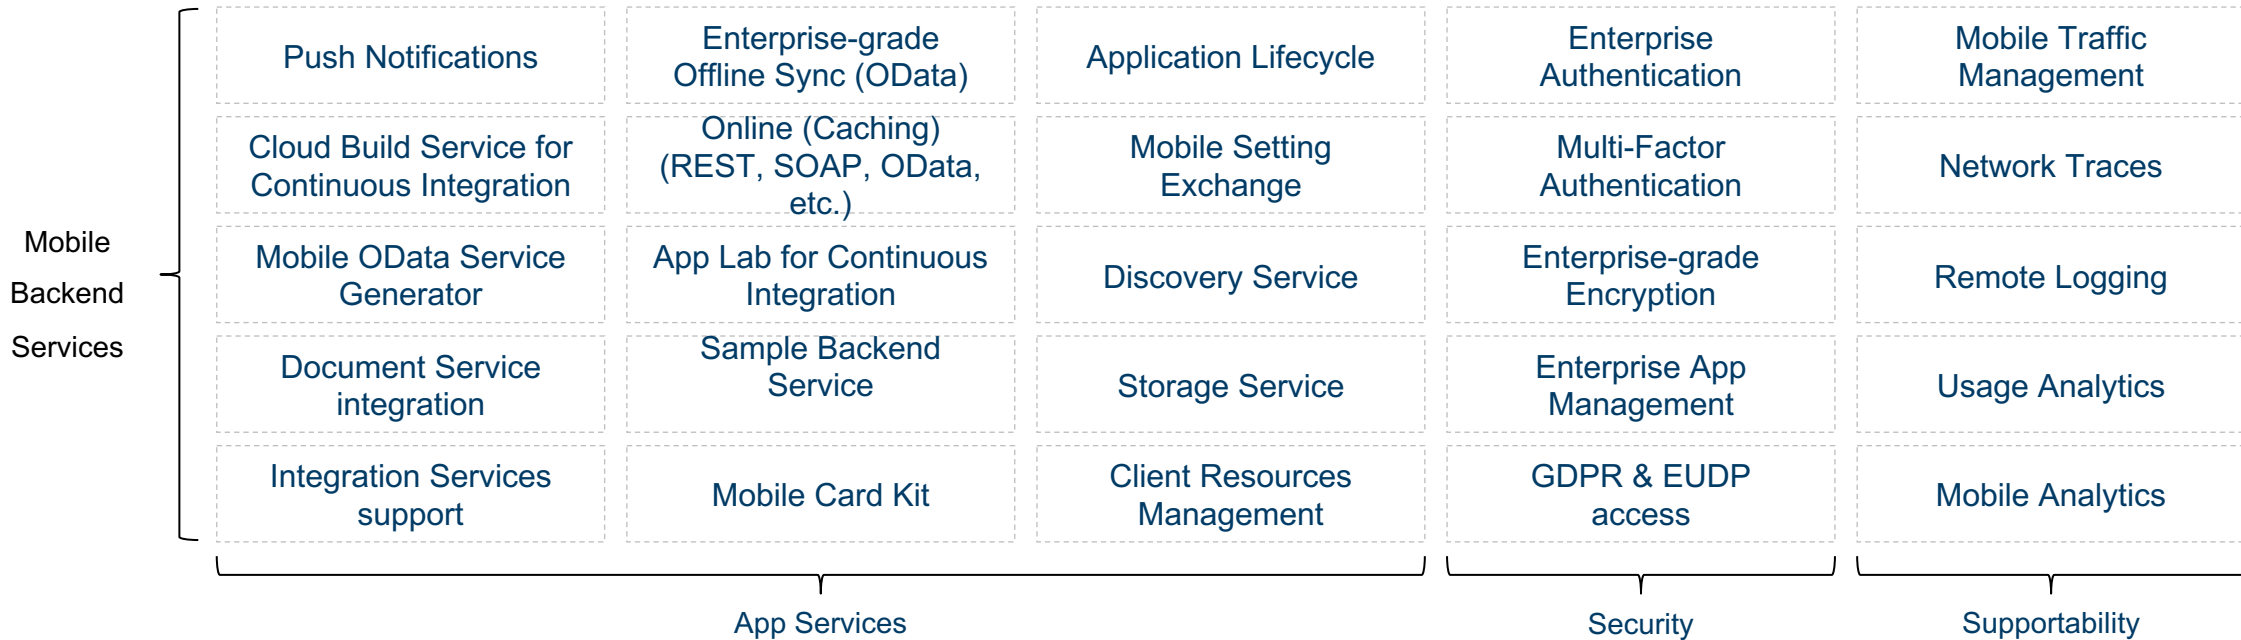 Mobile
Backend
Services
Push Notifications
Enterprise-grade
Offline Sync (OData)
Application Lifecycle
Enterprise
Authentication
Mobile Traffic
Management
Cloud Build Service for
Continuous Integration
Online (Caching)
(REST, SOAP, OData,
etc.)
Mobile Setting
Exchange
Multi-Factor
Authentication
Network Traces
Mobile OData Service
Generator
App Lab for Continuous
Integration
Discovery Service
Enterprise-grade
Encryption
Remote Logging
Document Service
integration
Sample Backend
Service
Storage Service
Enterprise App
Management
Usage Analytics
Integration Services
support
Mobile Card Kit
Client Resources
Management
GDPR & EUDP
access
Mobile Analytics
App Services
Security
Supportability